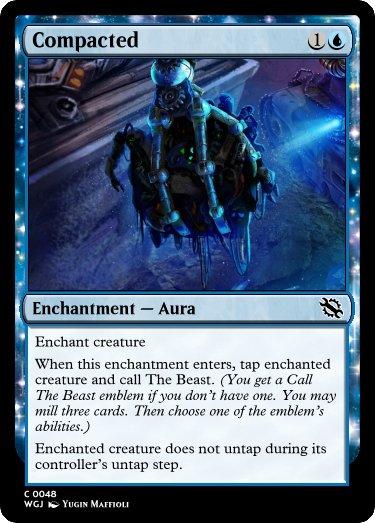 Compacted 1
Enchantment — Aura
Enchant creature
When this enchantment enters, tap enchanted
creature and call The Beast. (You get a Call
The Beast emblem if you don't have one. You may
mill three cards. Then choose one of the emblem's
abilities.)
Enchanted creature does not untap during its
controller's untap step.
C 0048
WGJ Yugin Maffioli